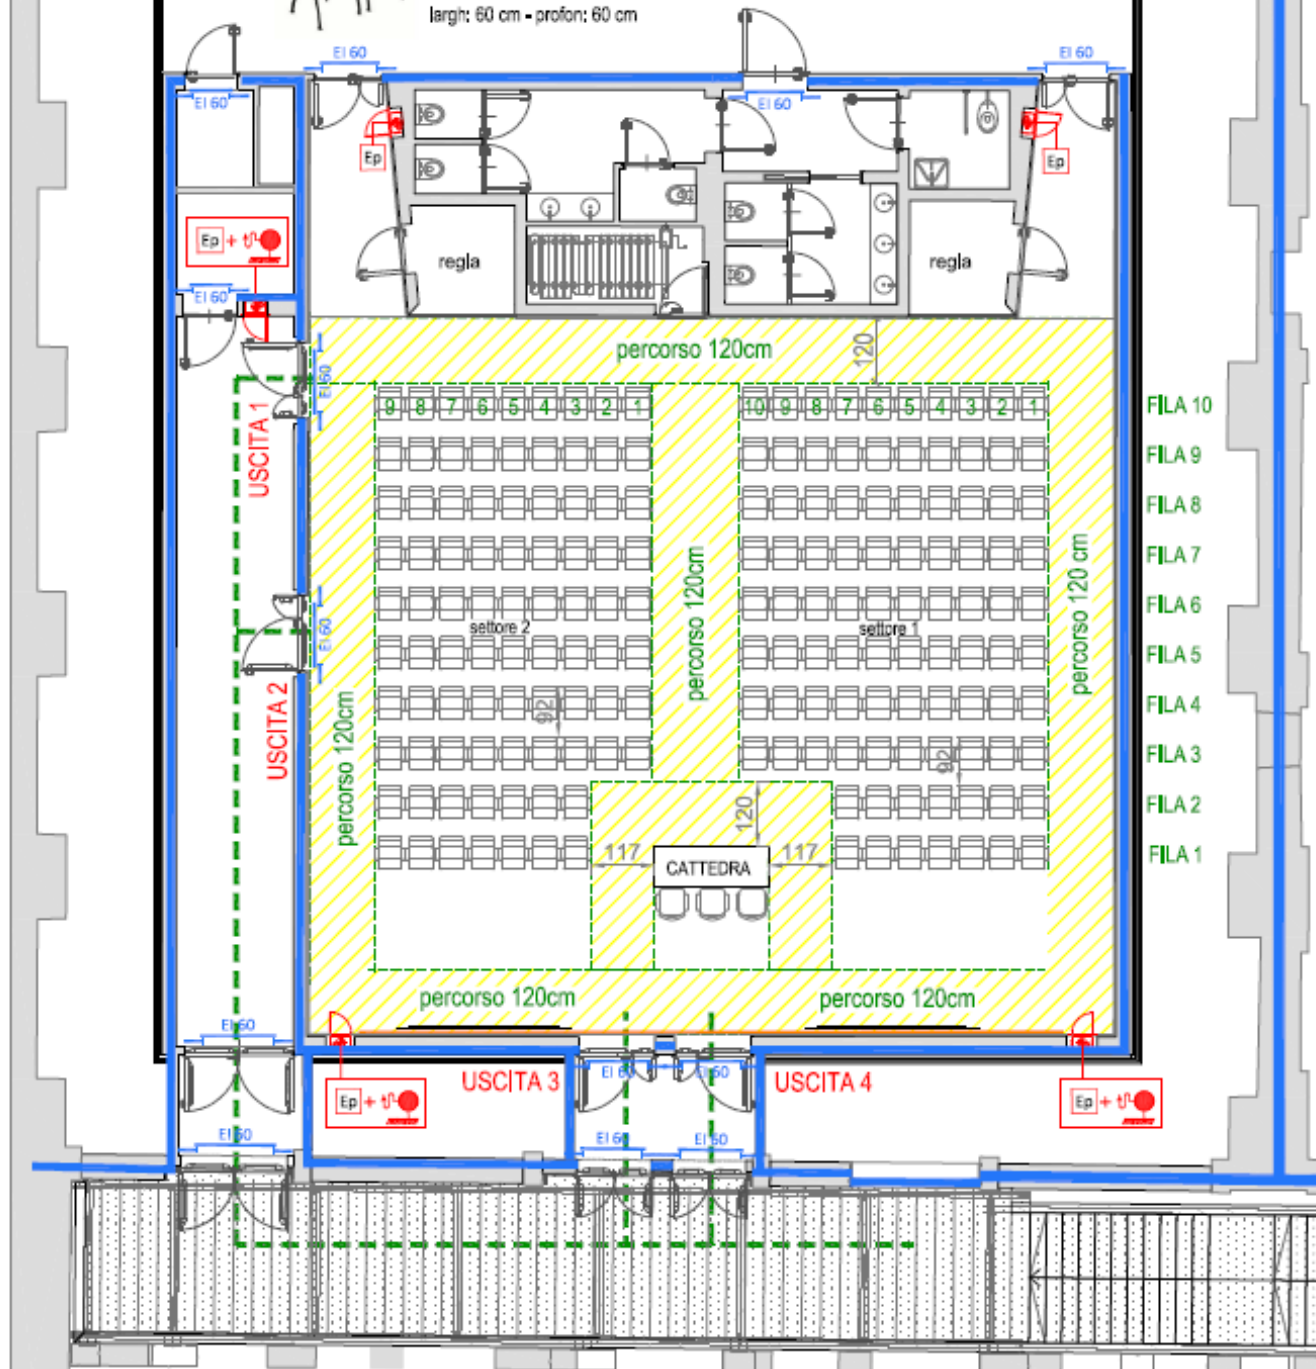 largh: 60 cm - profon: 60 cm
EI 60
EI 60
EI 60
EI 60
Ep
Ep
Ep +
regla
regla
EI 60
percorso 120cm
120
EI 60
USCITA 1
9 8 7 6 5 4 3 2 1
10 9 8 7 6 5 4 3 2 1
FILA 10
FILA 9
FILA 8
FILA 7
FILA 6
FILA 5
FILA 4
FILA 3
FILA 2
FILA 1
EI 60
USCITA 2
settore 2
settore 1
percorso 120cm
percorso 120cm
percorso 120 cm
92
92
120
117
117
CATTEDRA
percorso 120cm
percorso 120cm
EI 60
USCITA 3
EI 60
EI 60
USCITA 4
Ep +
Ep +
EI 60
EI 60
EI 60